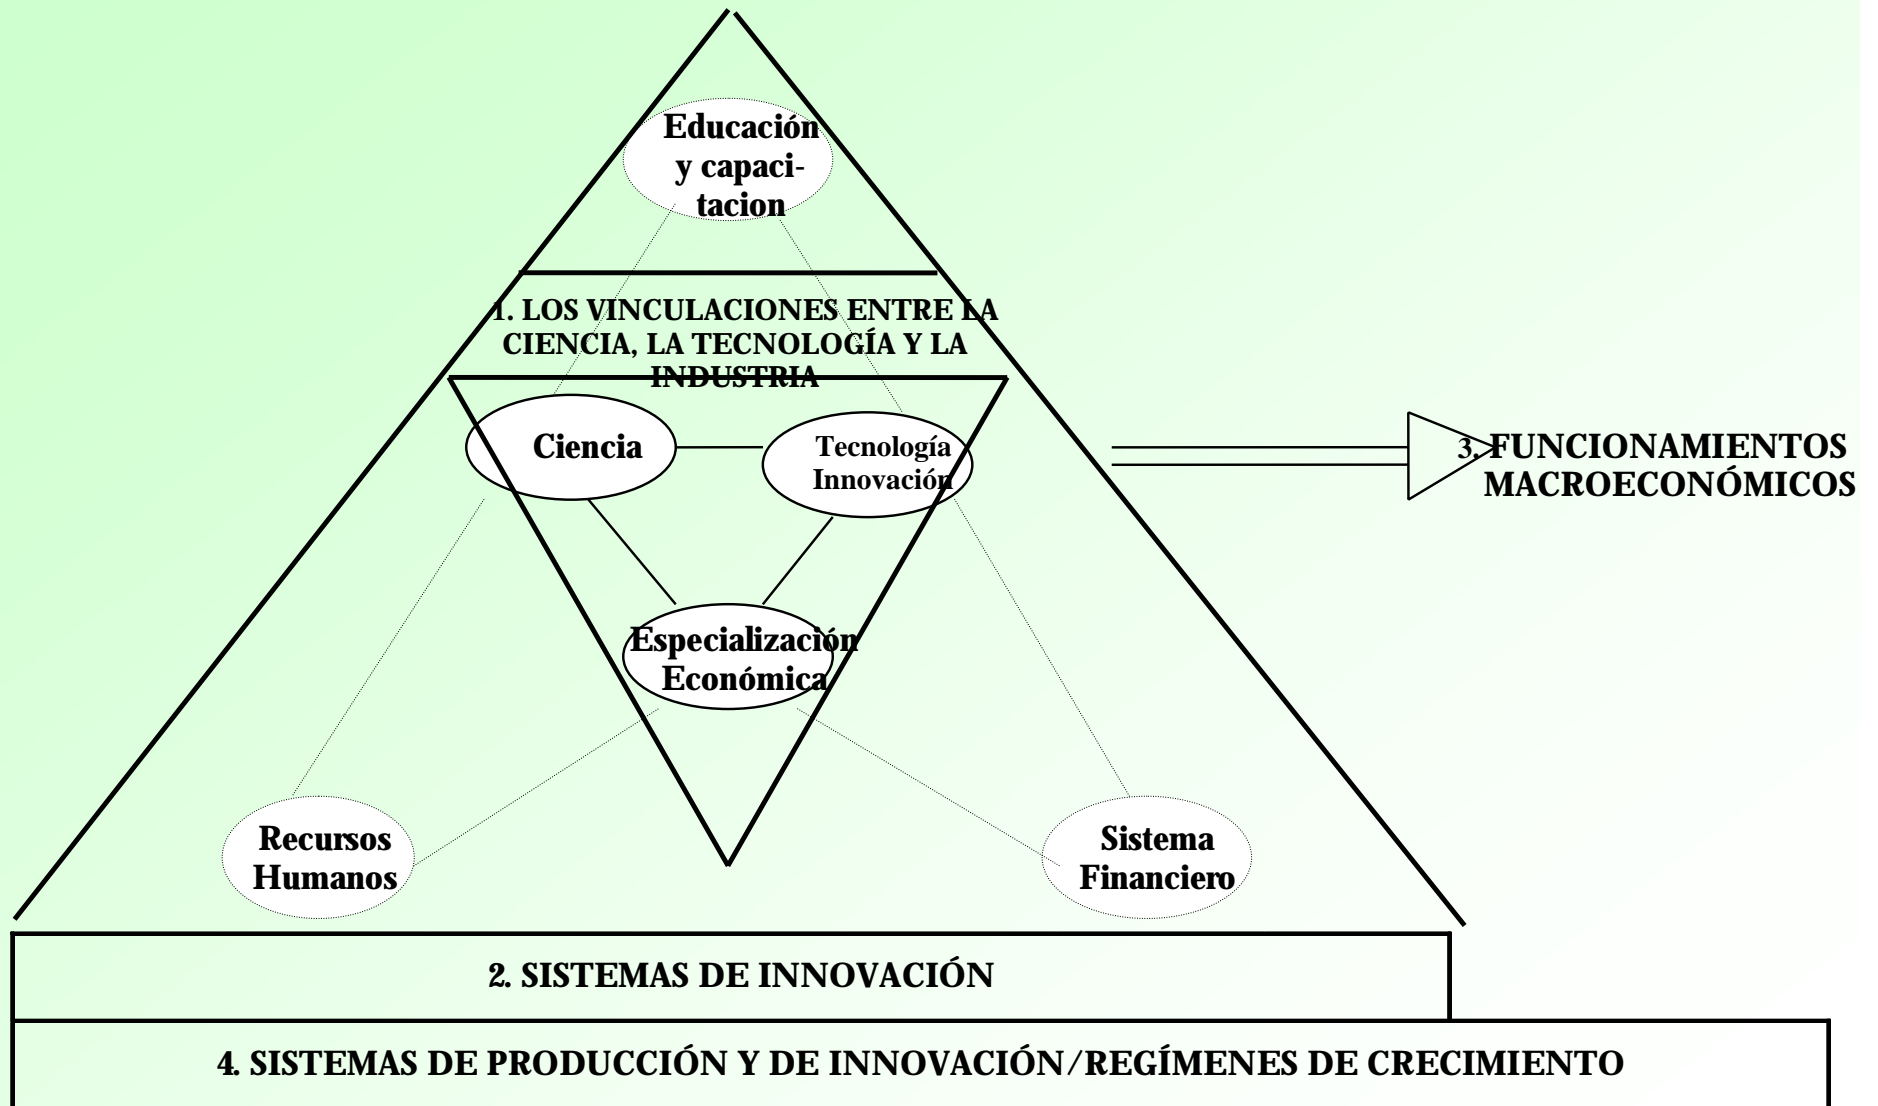 Educación
y capaci-
tacion
1. LOS VINCULACIONES ENTRE LA
CIENCIA, LA TECNOLOGÍA Y LA
INDUSTRIA
Ciencia
Tecnología
Innovación
3. FUNCIONAMIENTOS
MACROECONÓMICOS
Especialización
Económica
Recursos
Humanos
Sistema
Financiero
2. SISTEMAS DE INNOVACIÓN
4. SISTEMAS DE PRODUCCIÓN Y DE INNOVACIÓN/REGÍMENES DE CRECIMIENTO